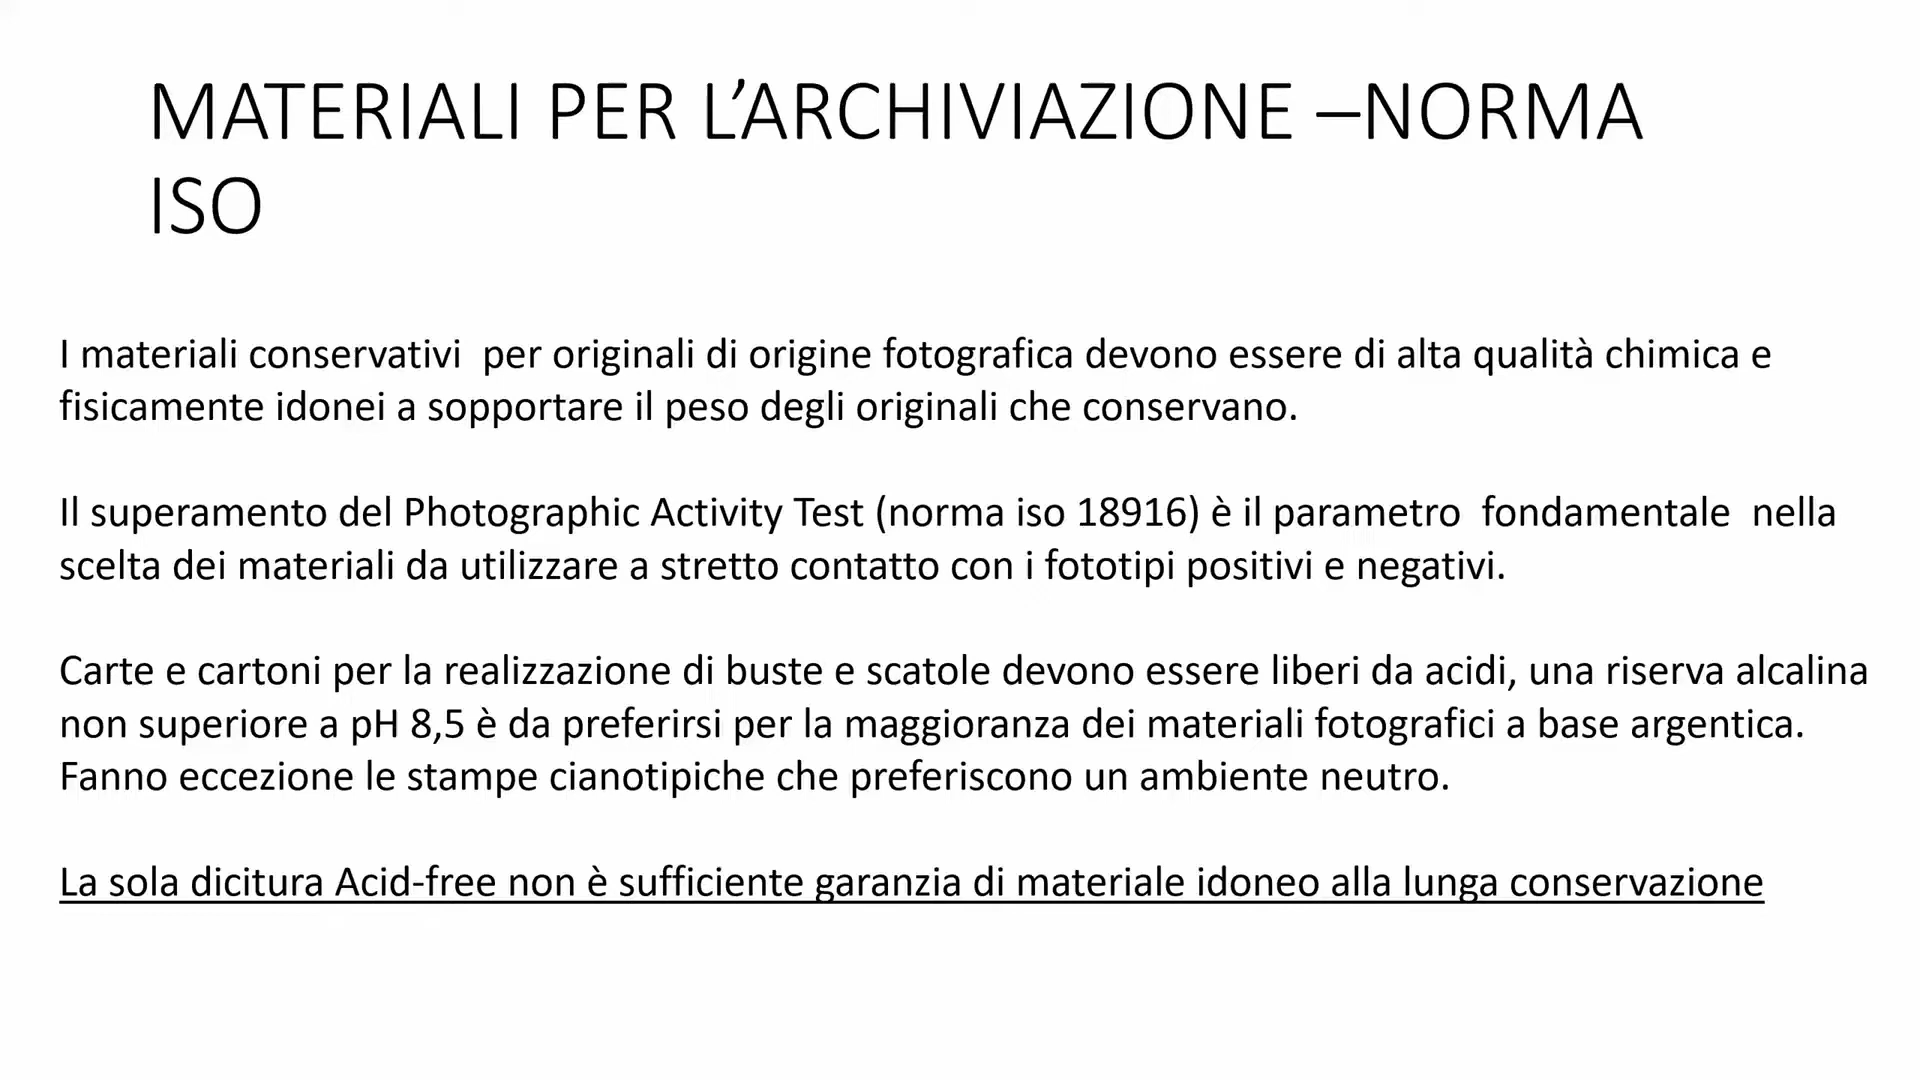 MATERIALI PER L’ARCHIVIAZIONE –NORMA
ISO
I materiali conservativi  per originali di origine fotografica devono essere di alta qualità chimica e
fisicamente idonei a sopportare il peso degli originali che conservano.
Il superamento del Photographic Activity Test (norma iso 18916) è il parametro  fondamentale  nella
scelta dei materiali da utilizzare a stretto contatto con i fototipi positivi e negativi.
Carte e cartoni per la realizzazione di buste e scatole devono essere liberi da acidi, una riserva alcalina
non superiore a pH 8,5 è da preferirsi per la maggioranza dei materiali fotografici a base argentica.
Fanno eccezione le stampe cianotipiche che preferiscono un ambiente neutro.
La sola dicitura Acid-free non è sufficiente garanzia di materiale idoneo alla lunga conservazione